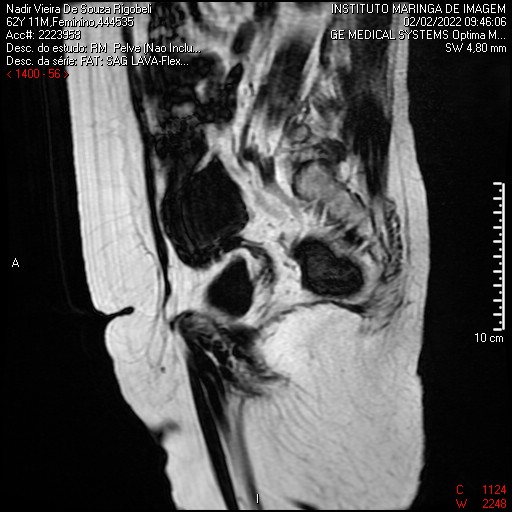 Nadir Vieira De Souza Rigobeli
62Y 11M,Feminino,444535
Acc#: 2223953
Desc. do estudo: RM Pelve (Nao Inclu...
Desc. da série: FAT: SAG LAVA-Flex...
< 1400 - 56 >
INSTITUTO MARINGA DE IMAGEM
02/02/2022 09:46:06
GE MEDICAL SYSTEMS Optima M...
SW 4,80 mm
A
10 cm
I
C 1124
W 2248